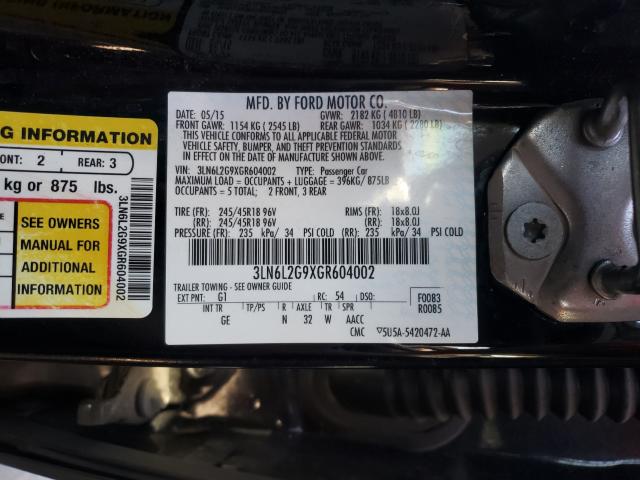 MFD. BY FORD MOTOR CO.
DATE: 05/15 GVWR: 2182 KG ( 4810 LB)
FRONT GAWR: 1154 KG ( 2545 LB) REAR GAWR: 1034 KG ( 2280 LB)
THIS VEHICLE CONFORMS TO ALL APPLICABLE FEDERAL MOTOR
VEHICLE SAFETY, BUMPER, AND THEFT PREVENTION STANDARDS
IN EFFECT ON THE DATE OF MANUFACTURE SHOWN ABOVE.
VIN: 3LN6L2G9XGR604002 TYPE: Passenger Car
MAXIMUM LOAD = OCCUPANTS + LUGGAGE = 396KG/ 875LB
OCCUPANTS = 5 TOTAL: 2 FRONT, 3 REAR
TIRE (FR): 245/45R18 96V RIMS (FR): 18x8.0J
(RR): 245/45R18 96V (RR): 18x8.0J
PRESSURE (FR): 235 kPa/ 34 PSI COLD (RR): 235 kPa/ 34 PSI COLD
3LN6L2G9XGR604002
TRAILER TOWING - SEE OWNER GUIDE
EXT PNT: G1 RC: 54 DSO:
F0083
R0085
INT TR TP/PS R AXLE TR SPR
GE N 32 W AACC
CMC 5U5A-5420472-AA
G INFORMATION
ONT: 2 REAR: 3
kg or 875 lbs.
SEE OWNERS
MANUAL FOR
ADDITIONAL
INFORMATION
3LN6L2G9XGR604002